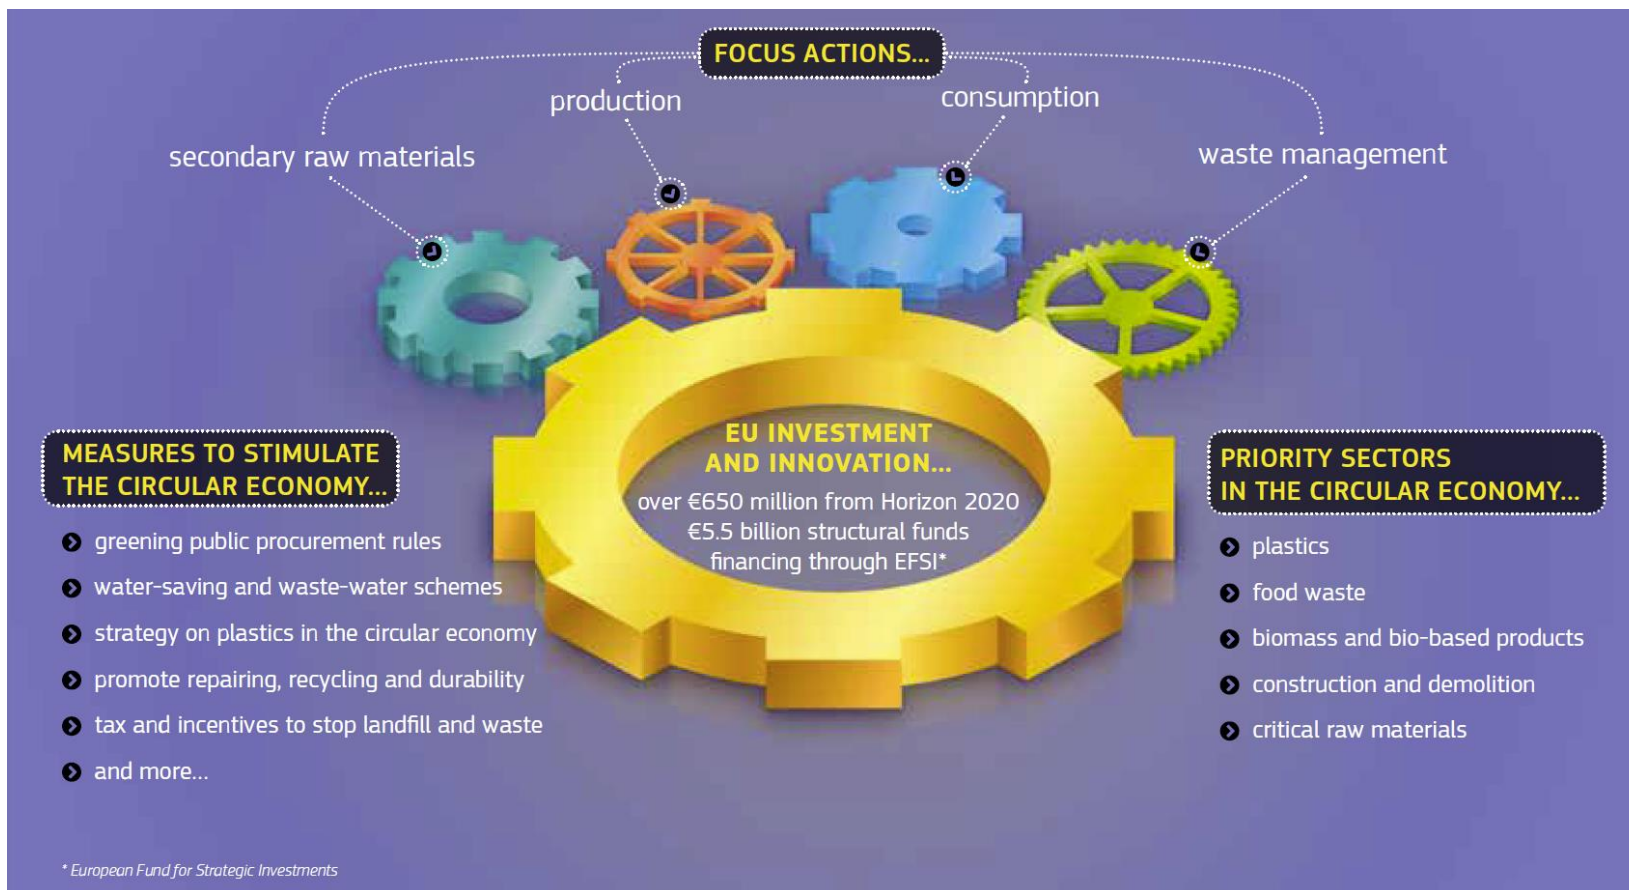 FOCUS ACTIONS...
production
consumption
secondary raw materials
waste management
EU INVESTMENT
AND INNOVATION...
over €650 million from Horizon 2020
€5.5 billion structural funds
financing through EFSI*
MEASURES TO STIMULATE
THE CIRCULAR ECONOMY...
greening public procurement rules
water-saving and waste-water schemes
strategy on plastics in the circular economy
promote repairing, recycling and durability
tax and incentives to stop landfill and waste
and more...
PRIORITY SECTORS
IN THE CIRCULAR ECONOMY...
plastics
food waste
biomass and bio-based products
construction and demolition
critical raw materials
* European Fund for Strategic Investments